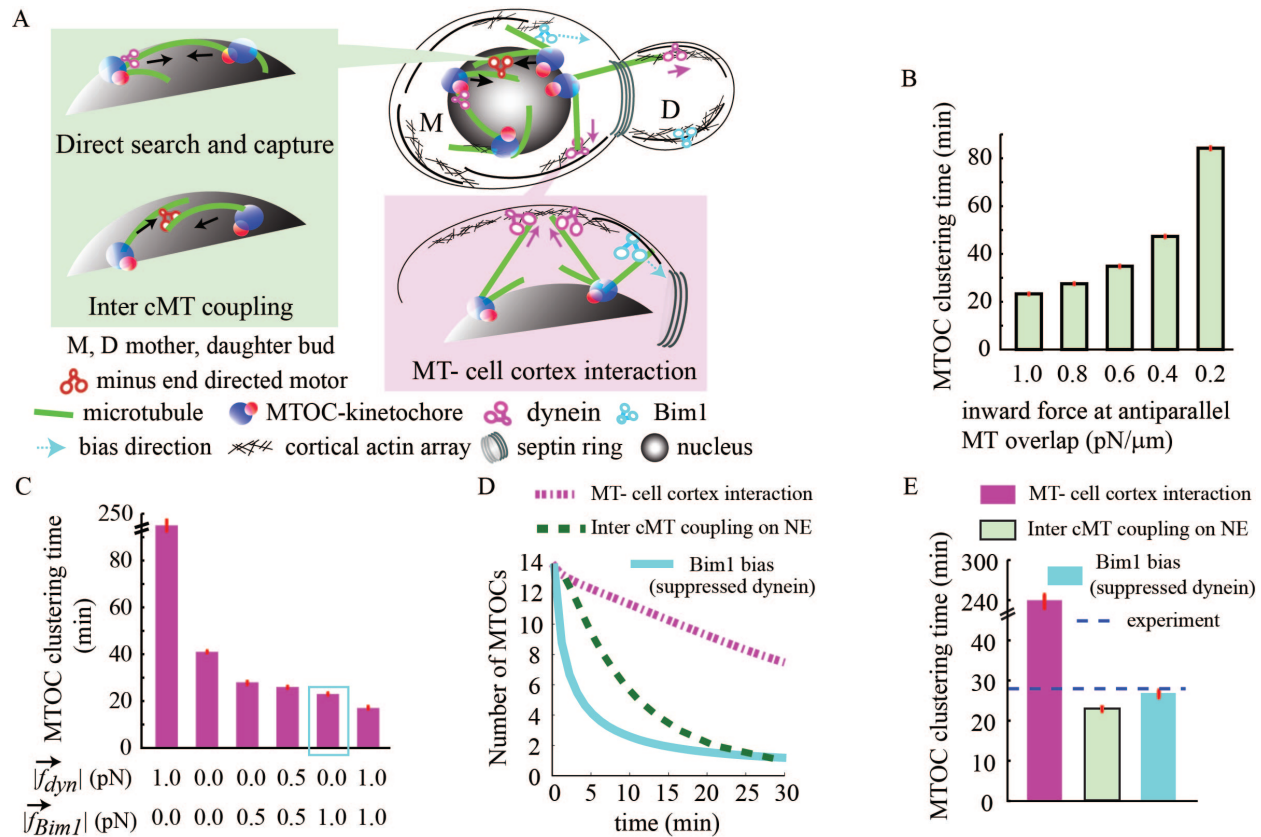 A
M
D
Direct search and capture
Inter cMT coupling
MT- cell cortex interaction
M, D mother, daughter bud
minus end directed motor
microtubule
MTOC-kinetochore
dynein
Bim1
bias direction
cortical actin array
septin ring
nucleus
B
MTOC clustering time (min)
80
60
40
20
0
1.0 0.8 0.6 0.4 0.2
inward force at antiparallel
MT overlap (pN/μm)
C
MTOC clustering time
(min)
250
80
60
40
20
0
|f_dyn| (pN) 1.0 0.0 0.0 0.5 0.0 1.0
|f_Bim1| (pN) 0.0 0.0 0.5 0.5 1.0 1.0
D
MT- cell cortex interaction
Inter cMT coupling on NE
Bim1 bias
(suppressed dynein)
Number of MTOCs
14
12
10
8
6
4
2
0
0 5 10 15 20 25 30
time (min)
E
MT- cell cortex interaction
Inter cMT coupling on NE
Bim1 bias
(suppressed dynein)
experiment
MTOC clustering time (min)
300
240
40
30
20
10
0